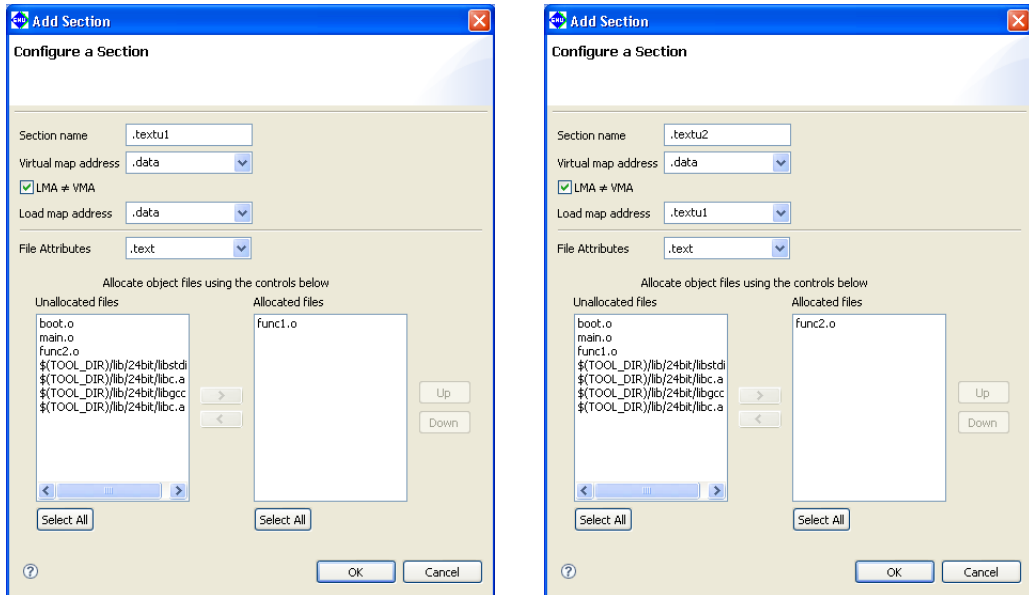 GNU Add Section
Configure a Section
Section name .textu1
Virtual map address .data
LMA ≠ VMA
Load map address .data
File Attributes .text
Allocate object files using the controls below
Unallocated files Allocated files
boot.o func1.o
main.o
func2.o
$(TOOL_DIR)/lib/24bit/libstdi
$(TOOL_DIR)/lib/24bit/libc.a
$(TOOL_DIR)/lib/24bit/libgcc
$(TOOL_DIR)/lib/24bit/libc.a
>
<
Up
Down
Select All Select All
? OK Cancel
GNU Add Section
Configure a Section
Section name .textu2
Virtual map address .data
LMA ≠ VMA
Load map address .textu1
File Attributes .text
Allocate object files using the controls below
Unallocated files Allocated files
boot.o func2.o
main.o
func1.o
$(TOOL_DIR)/lib/24bit/libstdi
$(TOOL_DIR)/lib/24bit/libc.a
$(TOOL_DIR)/lib/24bit/libgcc
$(TOOL_DIR)/lib/24bit/libc.a
>
<
Up
Down
Select All Select All
? OK Cancel